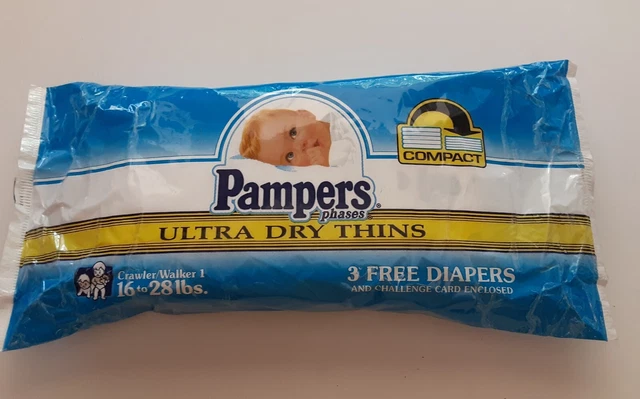 COMPACT
Pampers®
phases
ULTRA DRY THINS
Crawler/Walker 1
16 to 28 lbs.
3 FREE DIAPERS
AND CHALLENGE CARD ENCLOSED